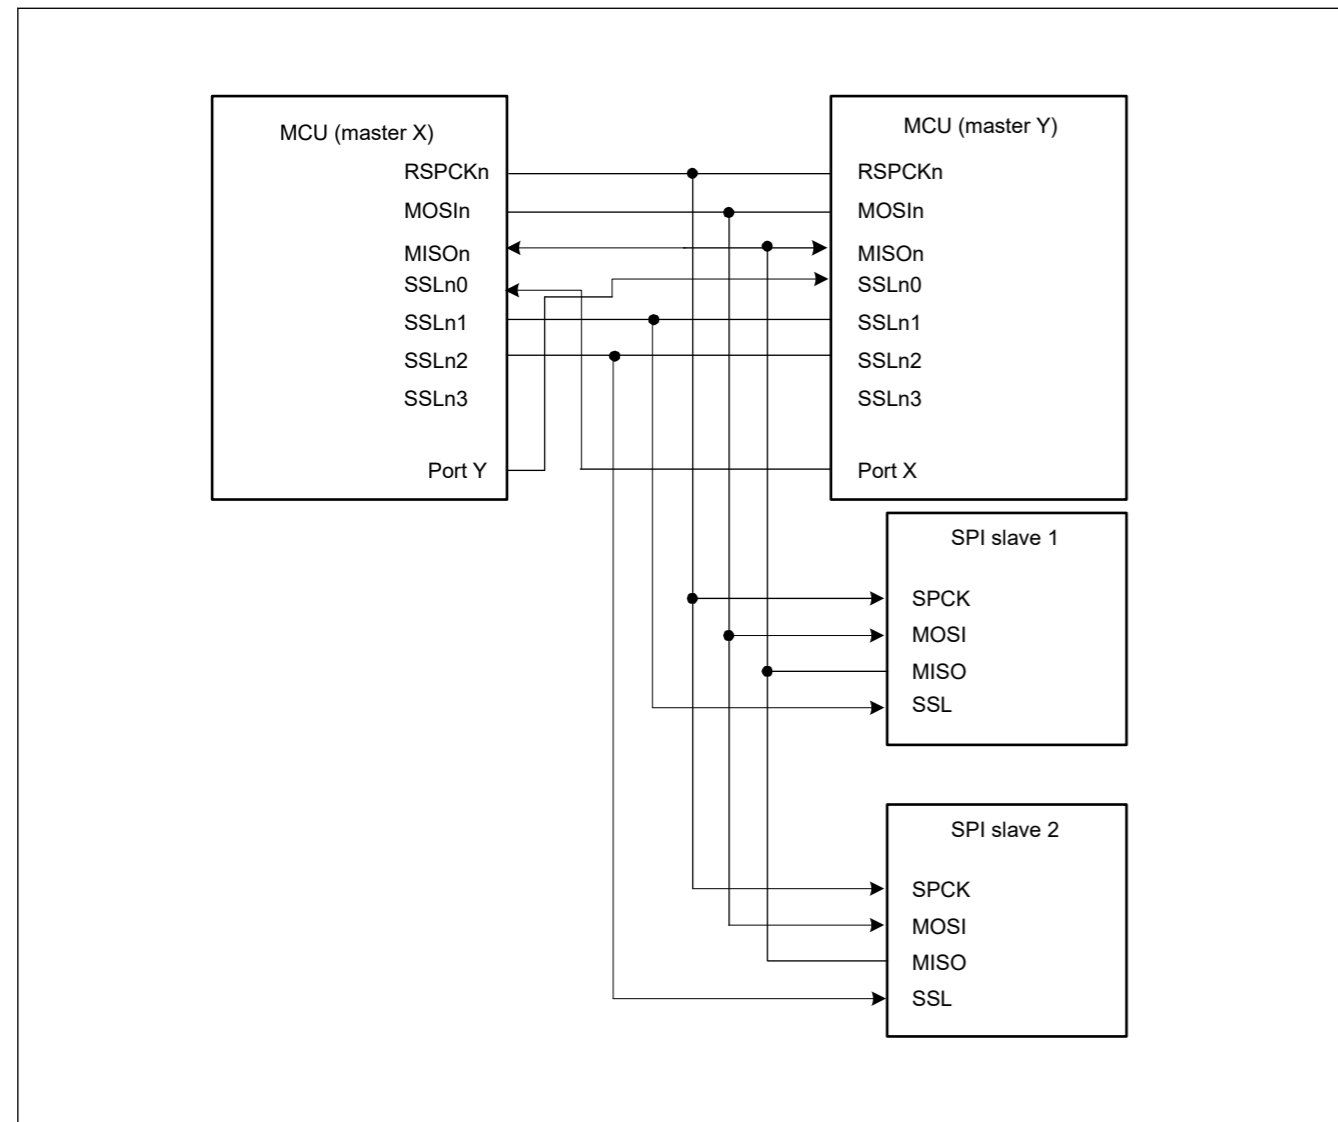 MCU (master X)
RSPCKn
MOSIn
MISOn
SSLn0
SSLn1
SSLn2
SSLn3
Port Y
MCU (master Y)
RSPCKn
MOSIn
MISOn
SSLn0
SSLn1
SSLn2
SSLn3
Port X
SPI slave 1
SPCK
MOSI
MISO
SSL
SPI slave 2
SPCK
MOSI
MISO
SSL